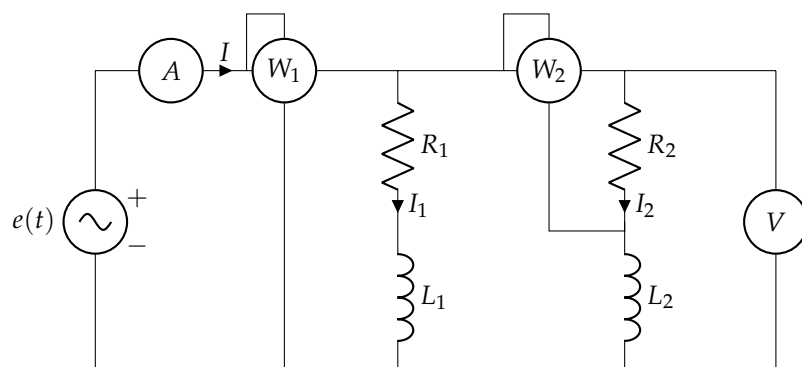 I
A
W₁
W₂
R₁
R₂
I₁
I₂
e(t)
+
−
V
L₁
L₂